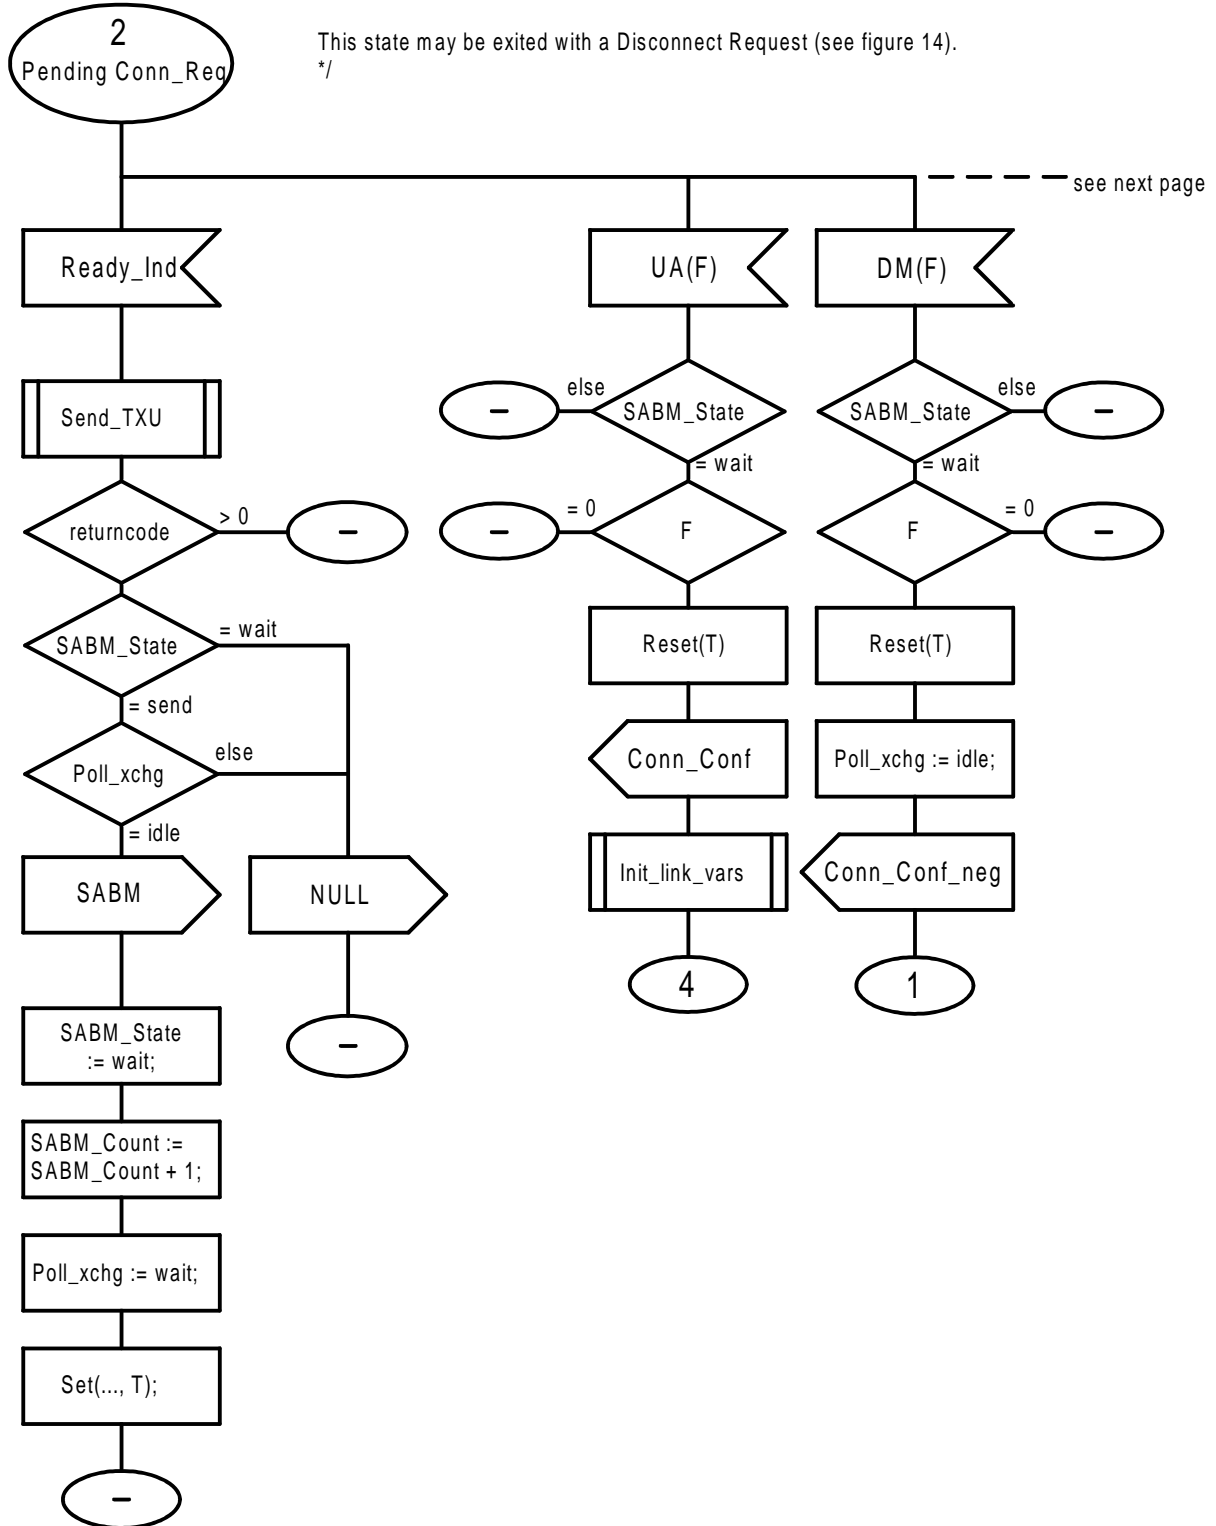 2
Pending Conn_Req
This state may be exited with a Disconnect Request (see figure 14).
*/
see next page
Ready_Ind
Send_TXU
returncode
> 0
–
SABM_State
= wait
= send
Poll_xchg
else
= idle
SABM
NULL
–
SABM_State
:= wait;
SABM_Count :=
SABM_Count + 1;
Poll_xchg := wait;
Set(..., T);
–
UA(F)
else
–
SABM_State
= wait
= 0
–
F
Reset(T)
Conn_Conf
Init_link_vars
4
DM(F)
SABM_State
else
–
= wait
F
= 0
–
Reset(T)
Poll_xchg := idle;
Conn_Conf_neg
1